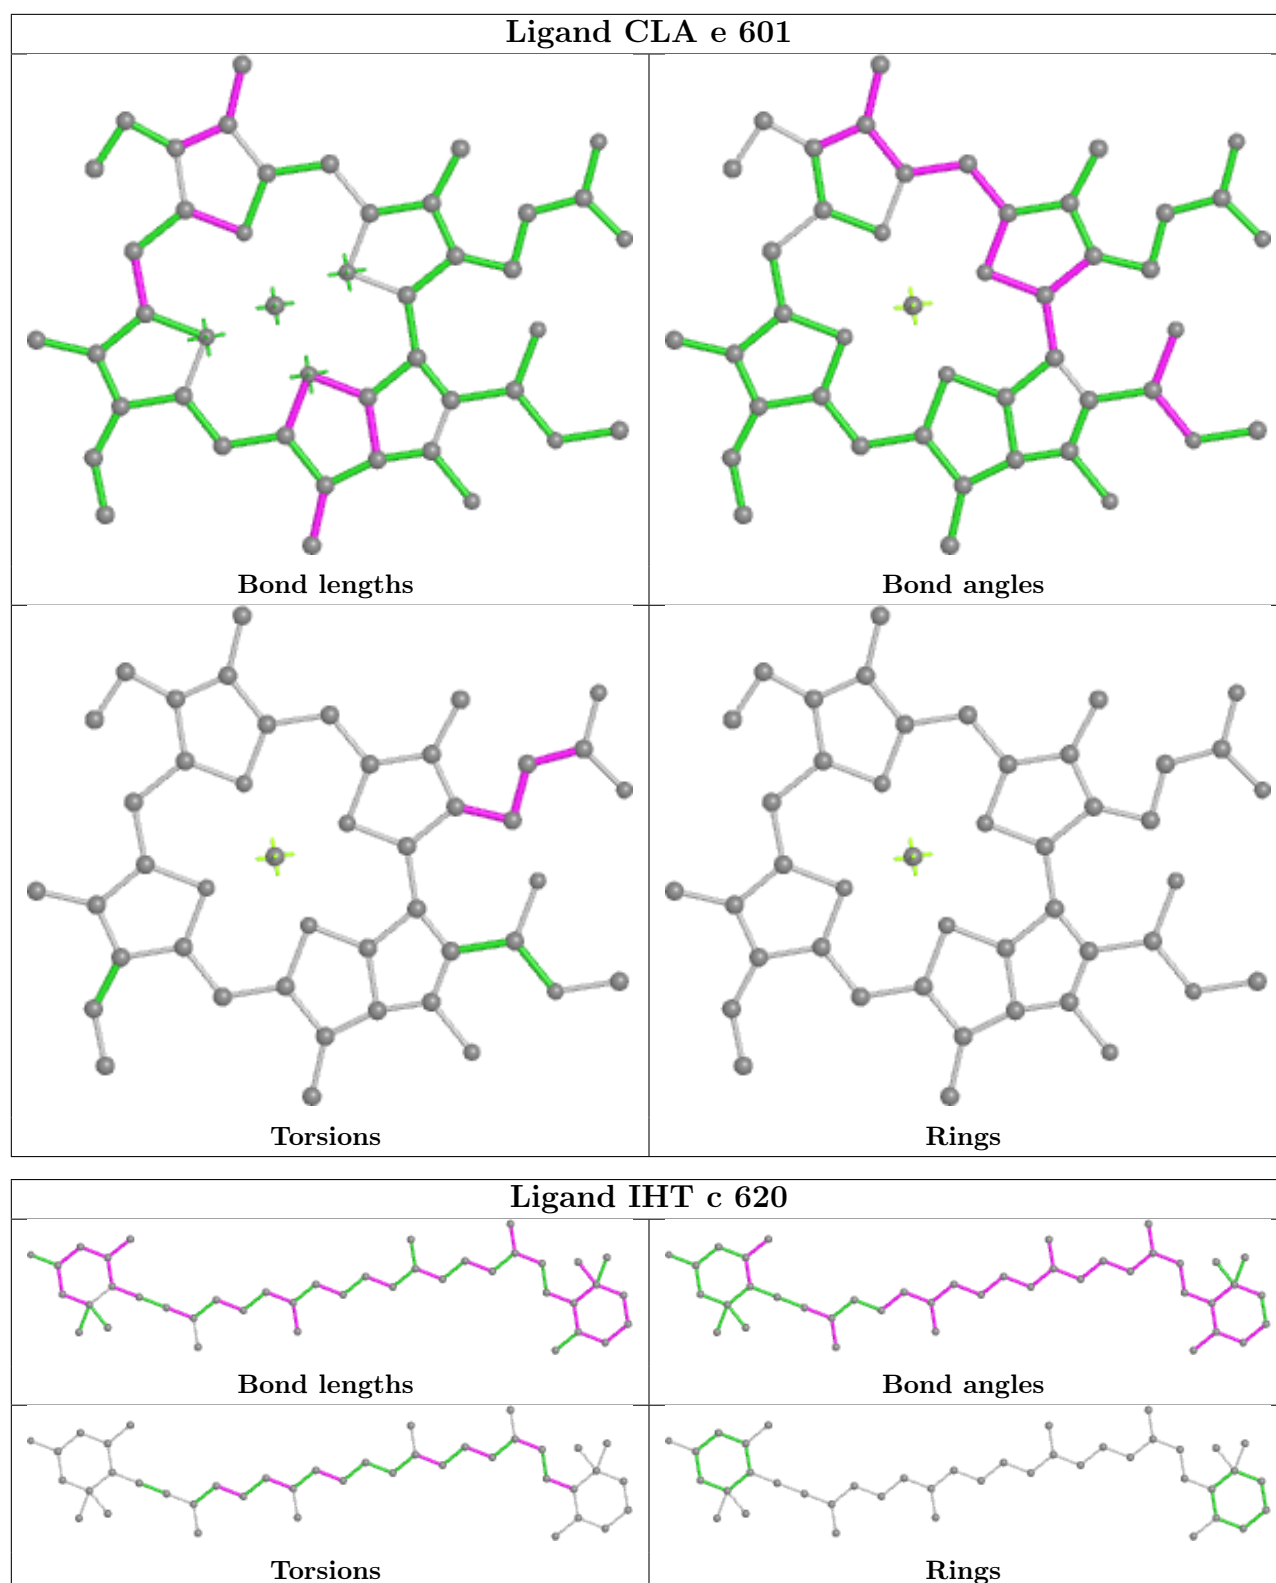 Ligand CLA e 601
Bond lengths
Bond angles
Torsions
Rings
Ligand IHT c 620
Bond lengths
Bond angles
Torsions
Rings